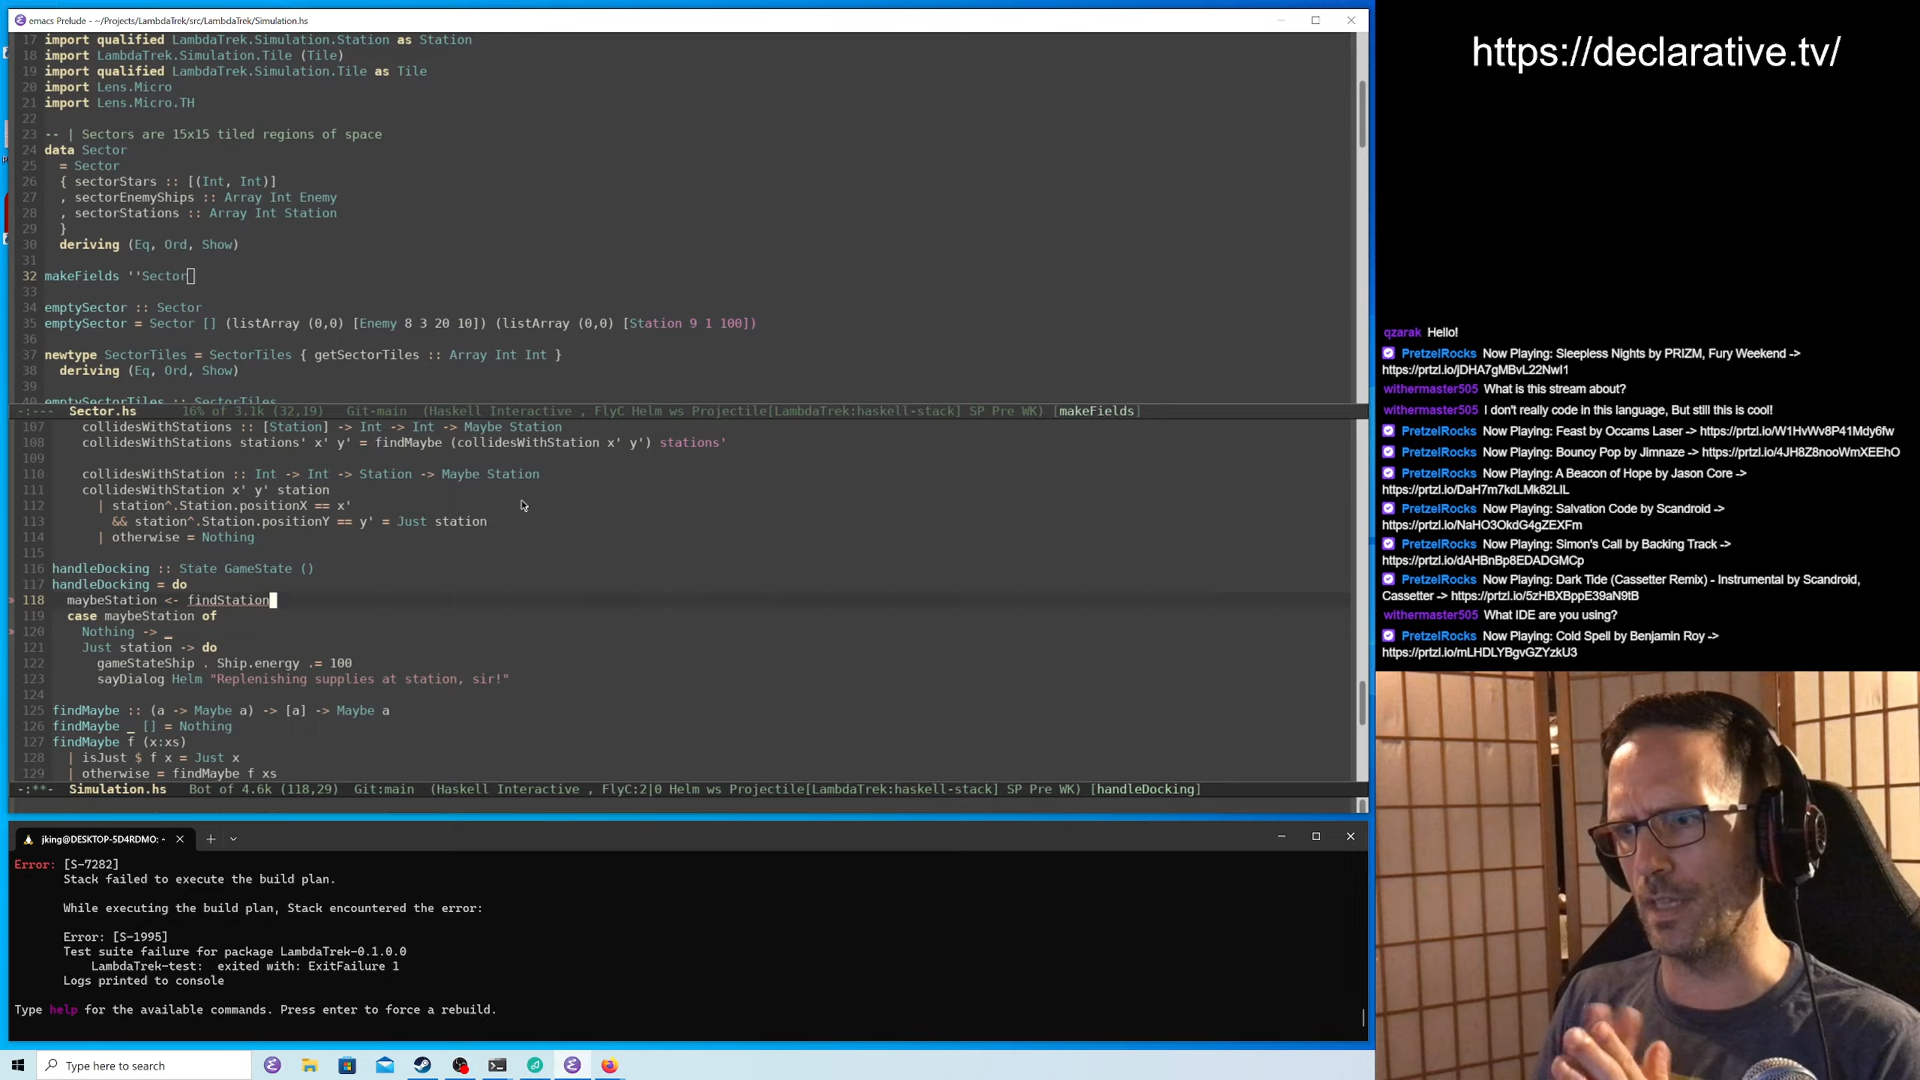 emacs Prelude - ~/Projects/LambdaTrek/src/LambdaTrek/Simulation.hs
17 import qualified LambdaTrek.Simulation.Station as Station
18 import LambdaTrek.Simulation.Tile (Tile)
19 import qualified LambdaTrek.Simulation.Tile as Tile
20 import Lens.Micro
21 import Lens.Micro.TH
22
23 -- | Sectors are 15x15 tiled regions of space
24 data Sector
25   = Sector
26   { sectorStars :: [(Int, Int)]
27   , sectorEnemyShips :: Array Int Enemy
28   , sectorStations :: Array Int Station
29   }
30   deriving (Eq, Ord, Show)
31
32 makeFields ''Sector
33
34 emptySector :: Sector
35 emptySector = Sector [] (listArray (0,0) [Enemy 8 3 20 10]) (listArray (0,0) [Station 9 1 100])
36
37 newtype SectorTiles = SectorTiles { getSectorTiles :: Array Int Int }
38   deriving (Eq, Ord, Show)
39
40 emptySectorTiles :: SectorTiles
-:--- Sector.hs 16% of 3.1k (32,19) Git-main (Haskell Interactive , FlyC Helm ws Projectile[LambdaTrek:haskell-stack] SP Pre WK) [makeFields]
107     collidesWithStations :: [Station] -> Int -> Int -> Maybe Station
108     collidesWithStations stations' x' y' = findMaybe (collidesWithStation x' y') stations'
109
110     collidesWithStation :: Int -> Int -> Station -> Maybe Station
111     collidesWithStation x' y' station
112       | station^.Station.positionX == x'
113         && station^.Station.positionY == y' = Just station
114       | otherwise = Nothing
115
116 handleDocking :: State GameState ()
117 handleDocking = do
118   maybeStation <- findStation
119   case maybeStation of
120     Nothing -> _
121     Just station -> do
122       gameStateShip . Ship.energy .= 100
123       sayDialog Helm "Replenishing supplies at station, sir!"
124
125 findMaybe :: (a -> Maybe a) -> [a] -> Maybe a
126 findMaybe _ [] = Nothing
127 findMaybe f (x:xs)
128   | isJust $ f x = Just x
129   | otherwise = findMaybe f xs
-:**- Simulation.hs Bot of 4.6k (118,29) Git:main (Haskell Interactive , FlyC:2|0 Helm ws Projectile[LambdaTrek:haskell-stack] SP Pre WK) [handleDocking]
jking@DESKTOP-5D4RDMO: ~
Error: [S-7282]
Stack failed to execute the build plan.
While executing the build plan, Stack encountered the error:
Error: [S-1995]
Test suite failure for package LambdaTrek-0.1.0.0
LambdaTrek-test:  exited with: ExitFailure 1
Logs printed to console
Type help for the available commands. Press enter to force a rebuild.
Type here to search
https://declarative.tv/
qzarak Hello!
PretzelRocks Now Playing: Sleepless Nights by PRIZM, Fury Weekend ->
https://prtzl.io/jDHA7gMBvL22NwI1
withermaster505 What is this stream about?
withermaster505 I don't really code in this language, But still this is cool!
PretzelRocks Now Playing: Feast by Occams Laser -> https://prtzl.io/W1HvWv8P41Mdy6fw
PretzelRocks Now Playing: Bouncy Pop by Jimnaze -> https://prtzl.io/4JH8Z8nooWmXEEhO
PretzelRocks Now Playing: A Beacon of Hope by Jason Core ->
https://prtzl.io/DaH7m7kdLMk82LlL
PretzelRocks Now Playing: Salvation Code by Scandroid ->
https://prtzl.io/NaHO3OkdG4gZEXFm
PretzelRocks Now Playing: Simon's Call by Backing Track ->
https://prtzl.io/dAHBnBp8EDADGMCp
PretzelRocks Now Playing: Dark Tide (Cassetter Remix) - Instrumental by Scandroid,
Cassetter -> https://prtzl.io/5zHBXBppE39aN9tB
withermaster505 What IDE are you using?
PretzelRocks Now Playing: Cold Spell by Benjamin Roy ->
https://prtzl.io/mLHDLYBgvGZYzkU3